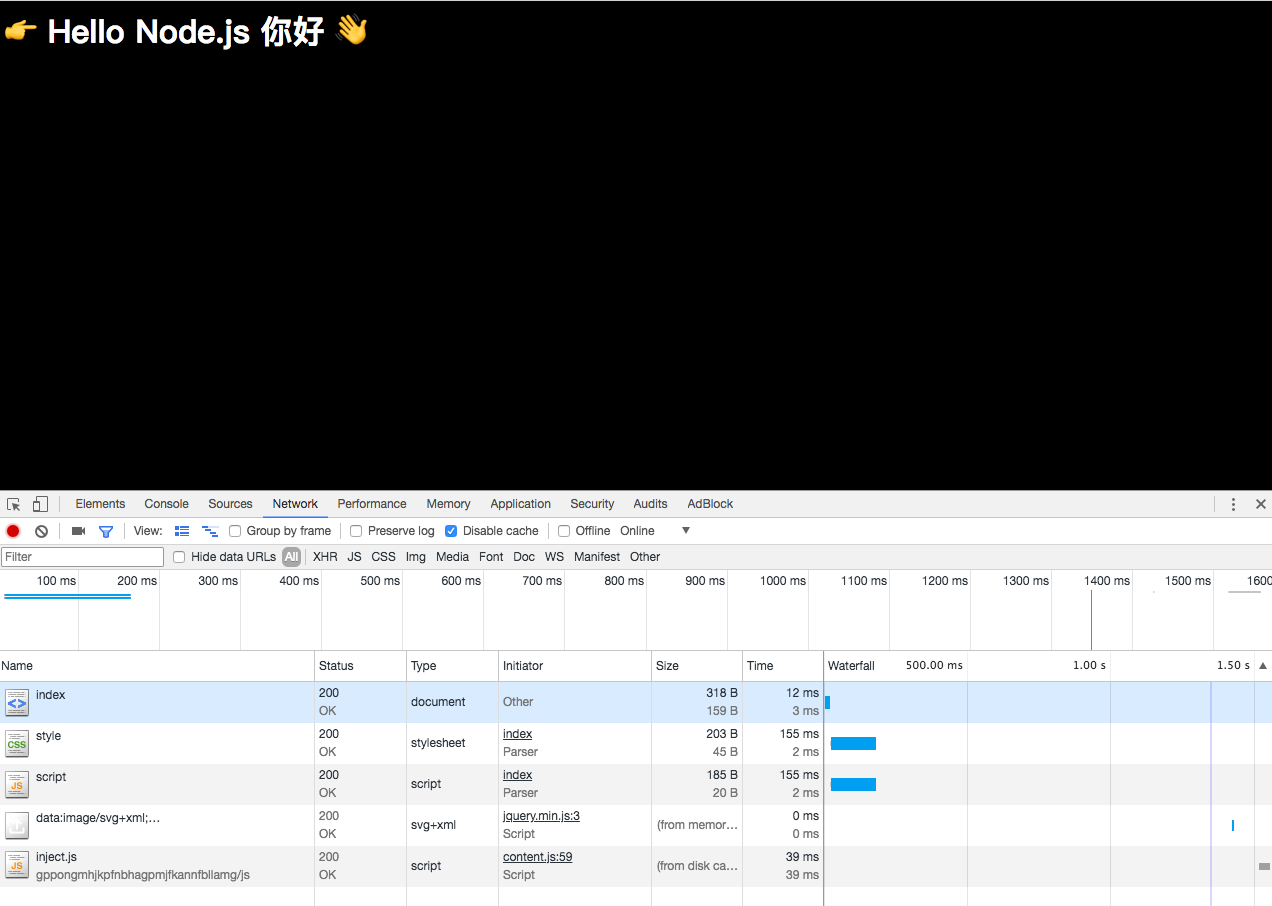 👉 Hello Node.js 你好 👋
Elements Console Sources Network Performance Memory Application Security Audits AdBlock
View: Group by frame Preserve log Disable cache Offline Online
Filter Hide data URLs All XHR JS CSS Img Media Font Doc WS Manifest Other
100 ms 200 ms 300 ms 400 ms 500 ms 600 ms 700 ms 800 ms 900 ms 1000 ms 1100 ms 1200 ms 1300 ms 1400 ms 1500 ms 1600
Name Status Type Initiator Size Time Waterfall 500.00 ms 1.00 s 1.50 s
index 200 document Other 318 B 12 ms
OK 159 B 3 ms
style 200 stylesheet index 203 B 155 ms
CSS OK Parser 45 B 2 ms
script 200 script index 185 B 155 ms
JS OK Parser 20 B 2 ms
data:image/svg+xml;… 200 svg+xml jquery.min.js:3 (from memor… 0 ms
OK Script 0 ms
inject.js 200 script content.js:59 (from disk ca… 39 ms
JS gppongmhjkpfnbhagpmjfkannfbllamg/js OK Script 39 ms